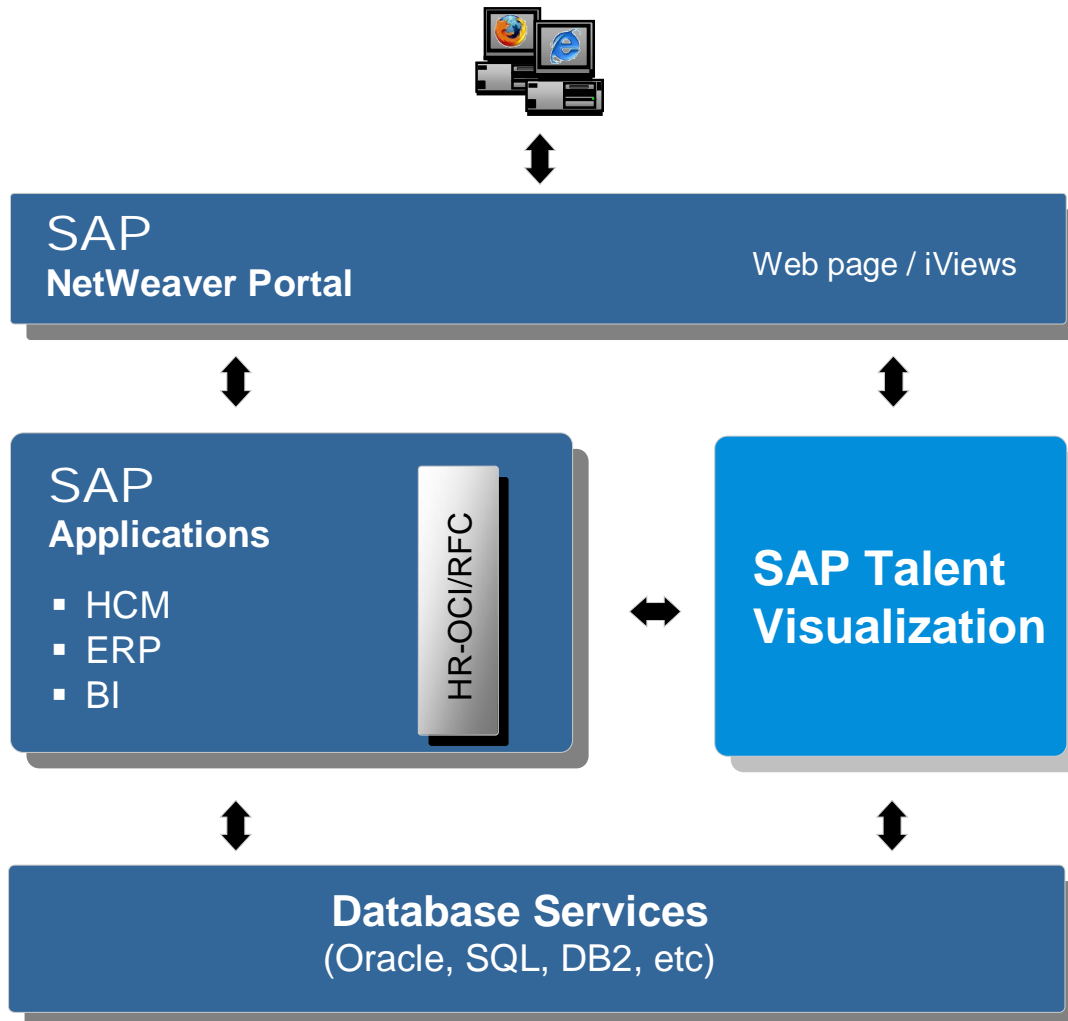 SAP
NetWeaver Portal
Web page / iViews
SAP
Applications
▪ HCM
▪ ERP
▪ BI
HR-OCI/RFC
SAP Talent
Visualization
Database Services
(Oracle, SQL, DB2, etc)